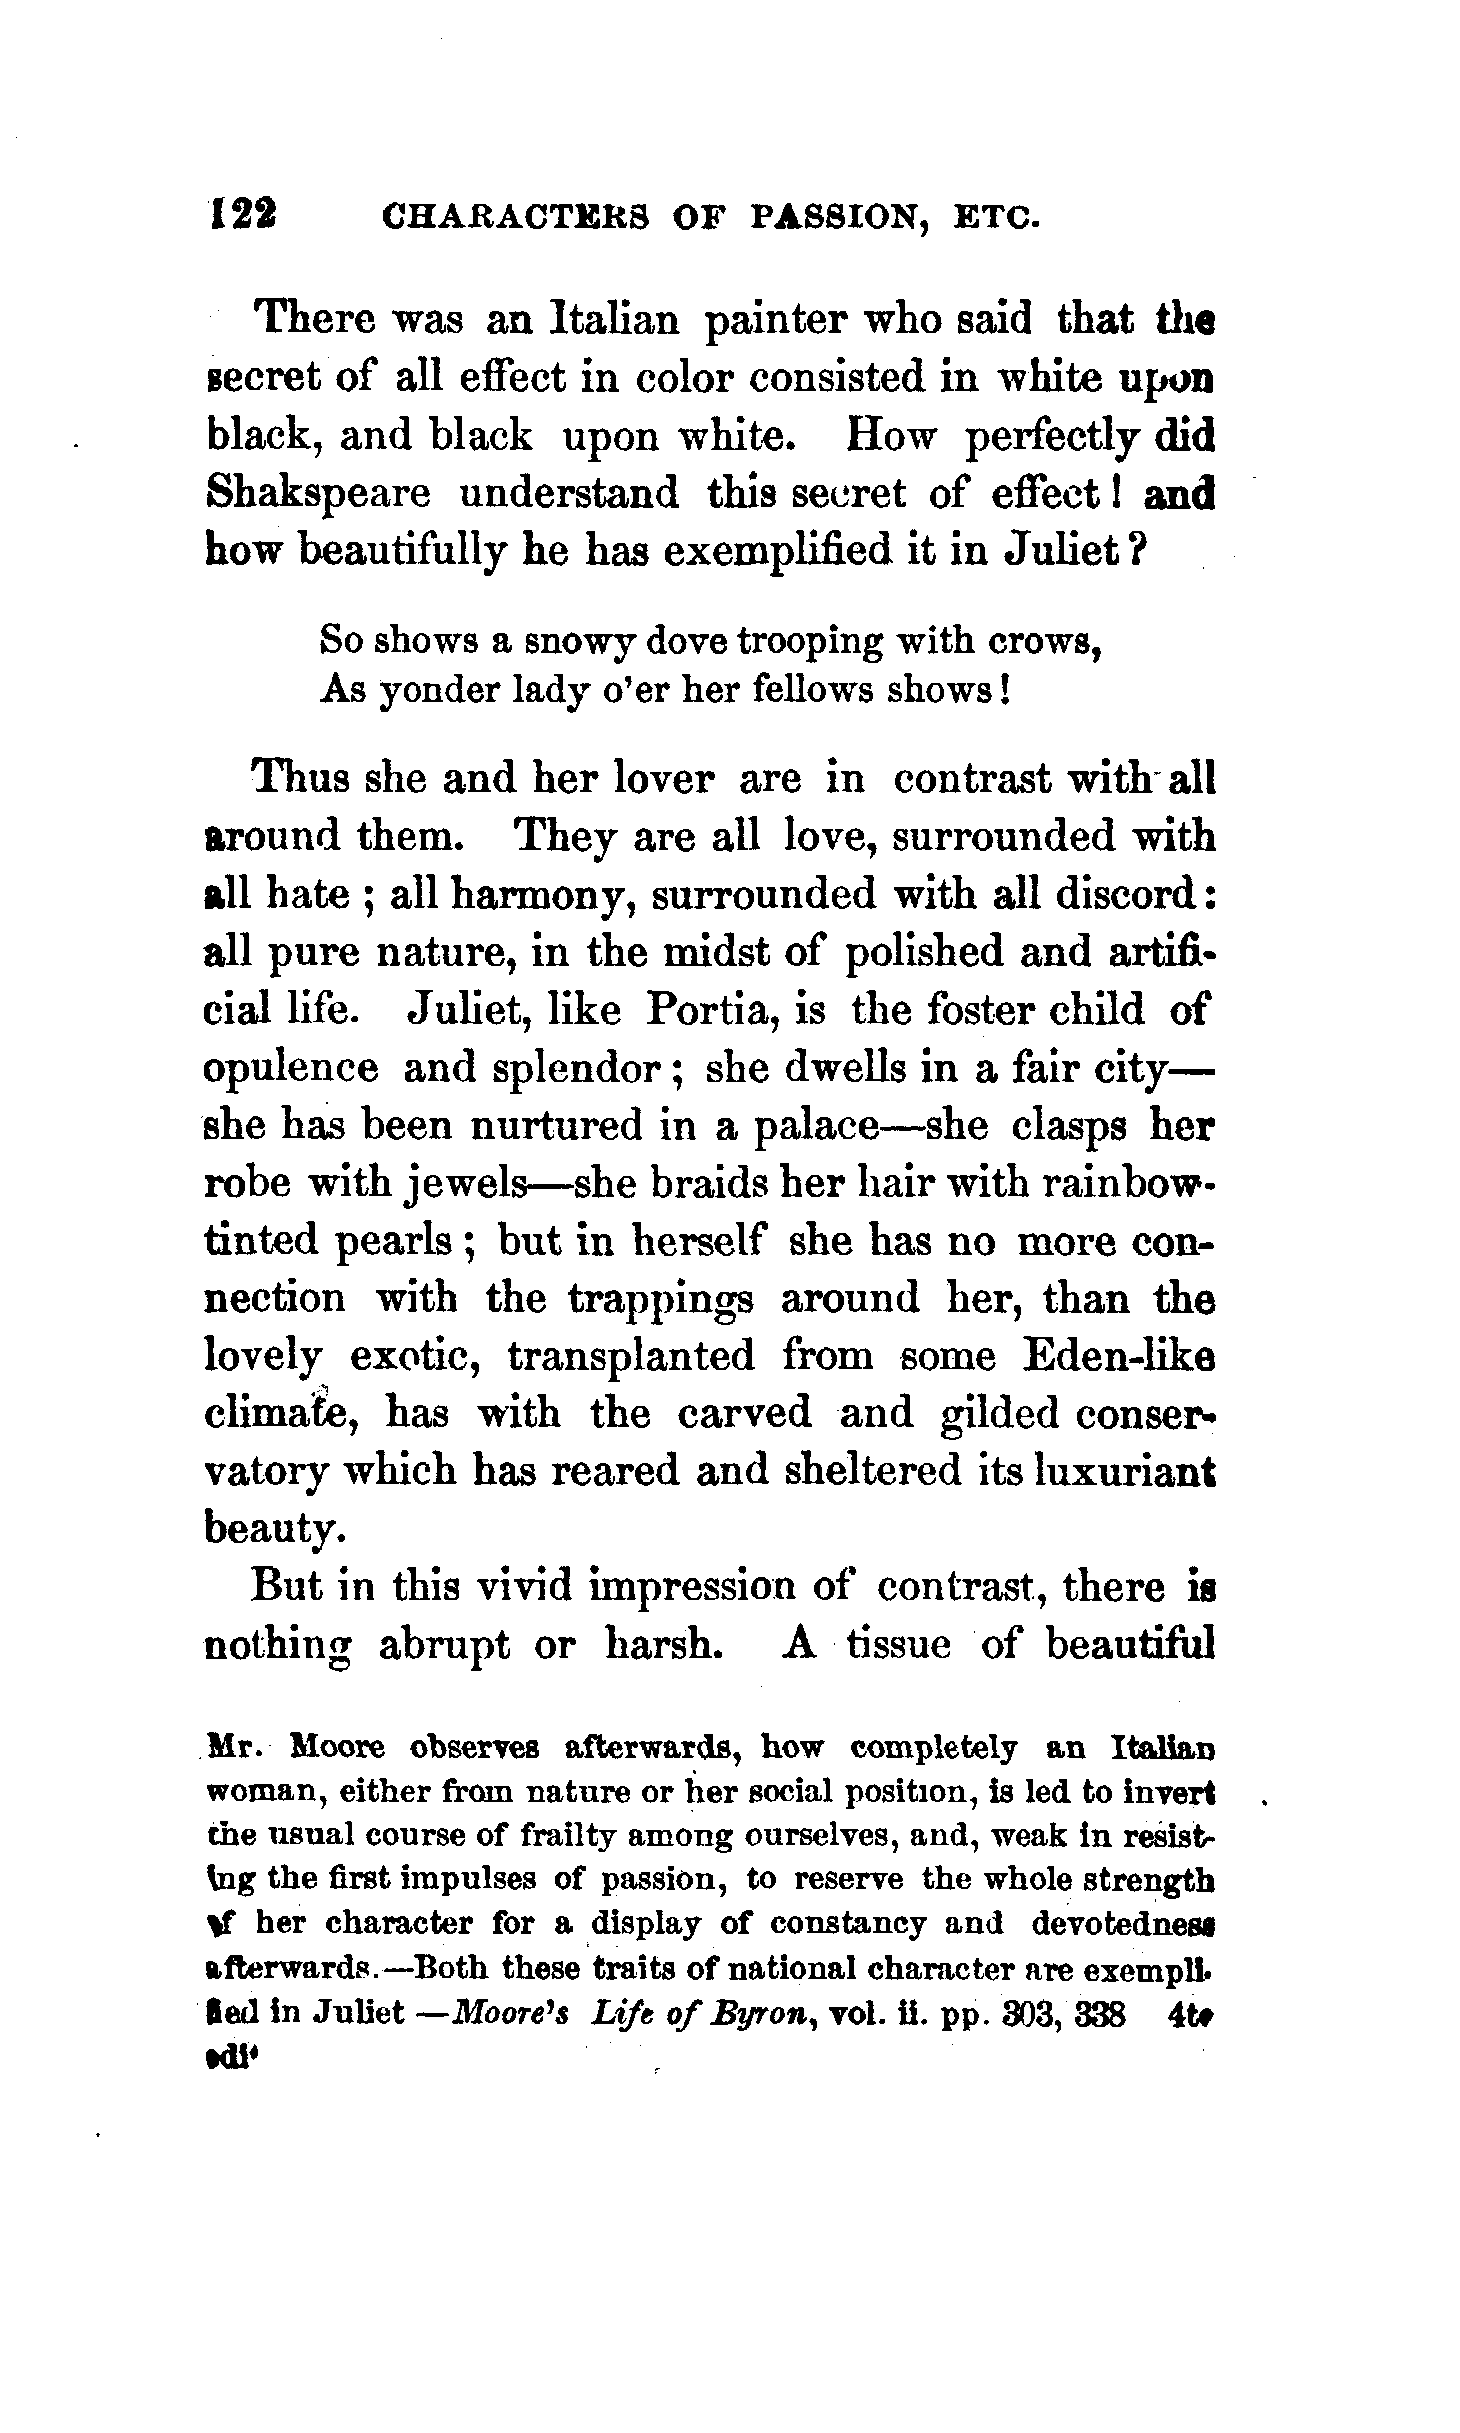 122 CHARACTERS OF PASSION, ETC.
There was an Italian painter who said that the
secret of all effect in color consisted in white upon
black, and black upon white. How perfectly did
Shakspeare understand this secret of effect! and
how beautifully he has exemplified it in Juliet?
So shows a snowy dove trooping with crows,
As yonder lady o'er her fellows shows!
Thus she and her lover are in contrast with all
around them. They are all love, surrounded with
all hate; all harmony, surrounded with all discord:
all pure nature, in the midst of polished and artifi-
cial life. Juliet, like Portia, is the foster child of
opulence and splendor; she dwells in a fair city—
she has been nurtured in a palace—she clasps her
robe with jewels—she braids her hair with rainbow-
tinted pearls; but in herself she has no more con-
nection with the trappings around her, than the
lovely exotic, transplanted from some Eden-like
climate, has with the carved and gilded conser-
vatory which has reared and sheltered its luxuriant
beauty.
But in this vivid impression of contrast, there is
nothing abrupt or harsh. A tissue of beautiful
Mr. Moore observes afterwards, how completely an Italian
woman, either from nature or her social position, is led to invert
the usual course of frailty among ourselves, and, weak in resist-
ing the first impulses of passion, to reserve the whole strength
of her character for a display of constancy and devotedness
afterwards.—Both these traits of national character are exempli-
fied in Juliet —Moore's Life of Byron, vol. ii. pp. 303, 338 4to